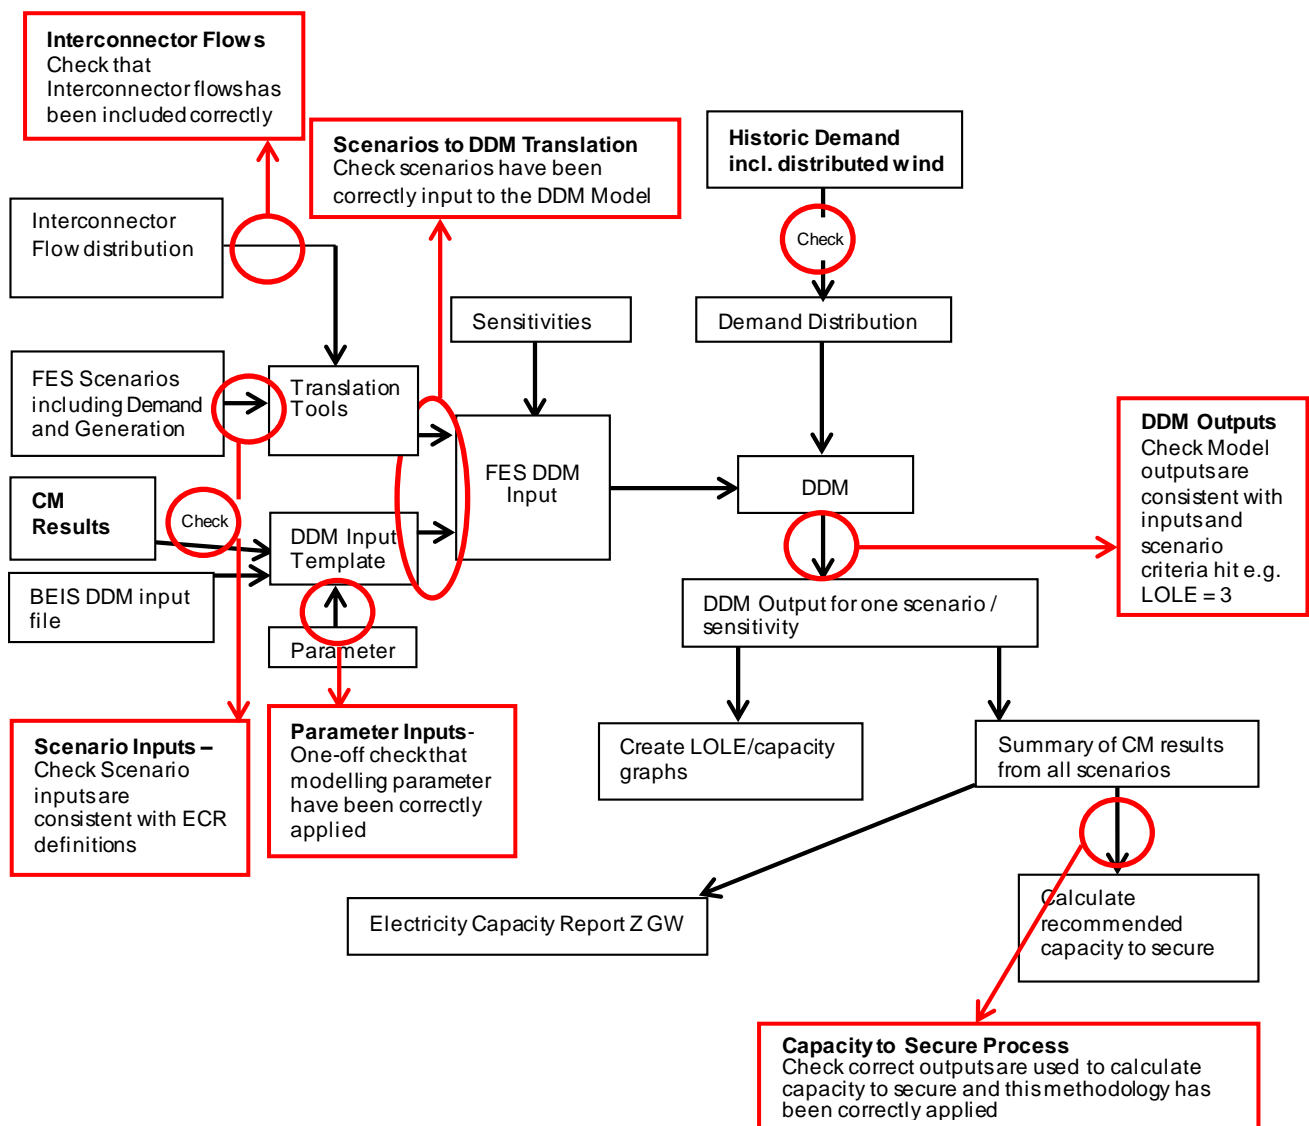 Interconnector Flows
Check that
Interconnector flows has
been included correctly
Scenarios to DDM Translation
Check scenarios have been
correctly input to the DDM Model
Historic Demand
incl. distributed wind
Interconnector
Flow distribution
Check
Sensitivities
Demand Distribution
FES Scenarios
including Demand
and Generation
Translation
Tools
DDM Outputs
Check Model
outputs are
consistent with
inputs and
scenario
criteria hit e.g.
LOLE = 3
FES DDM
Input
DDM
CM
Results
Check
DDM Input
Template
BEIS DDM input
file
Parameter
DDM Output for one scenario /
sensitivity
Scenario Inputs –
Check Scenario
inputs are
consistent with ECR
definitions
Parameter Inputs-
One-off check that
modelling parameter
have been correctly
applied
Create LOLE/capacity
graphs
Summary of CM results
from all scenarios
Electricity Capacity Report Z GW
Calculate
recommended
capacity to secure
Capacity to Secure Process
Check correct outputs are used to calculate
capacity to secure and this methodology has
been correctly applied